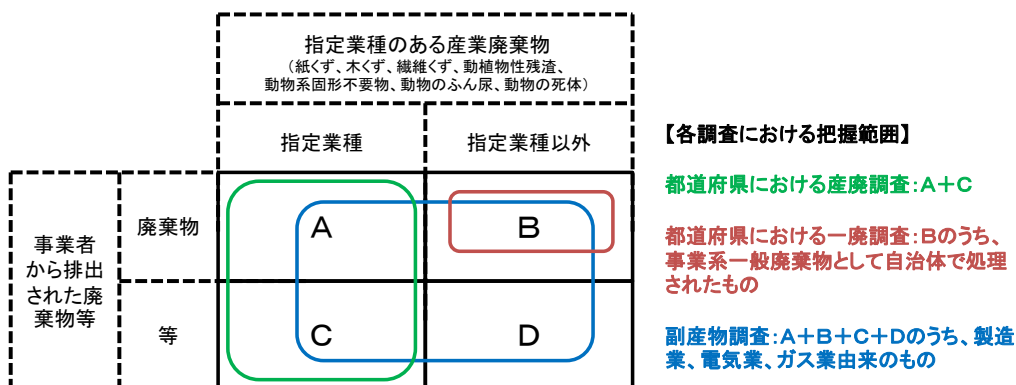 指定業種のある産業廃棄物
（紙くず、木くず、繊維くず、動植物性残渣、
動物系固形不要物、動物のふん尿、動物の死体）
指定業種
指定業種以外
事業者
から排出
された廃
棄物等
廃棄物
A
B
等
C
D
【各調査における把握範囲】
都道府県における産廃調査：A＋C
都道府県における一廃調査：Bのうち、
事業系一般廃棄物として自治体で処理
されたもの
副産物調査：A＋B＋C＋Dのうち、製造
業、電気業、ガス業由来のもの